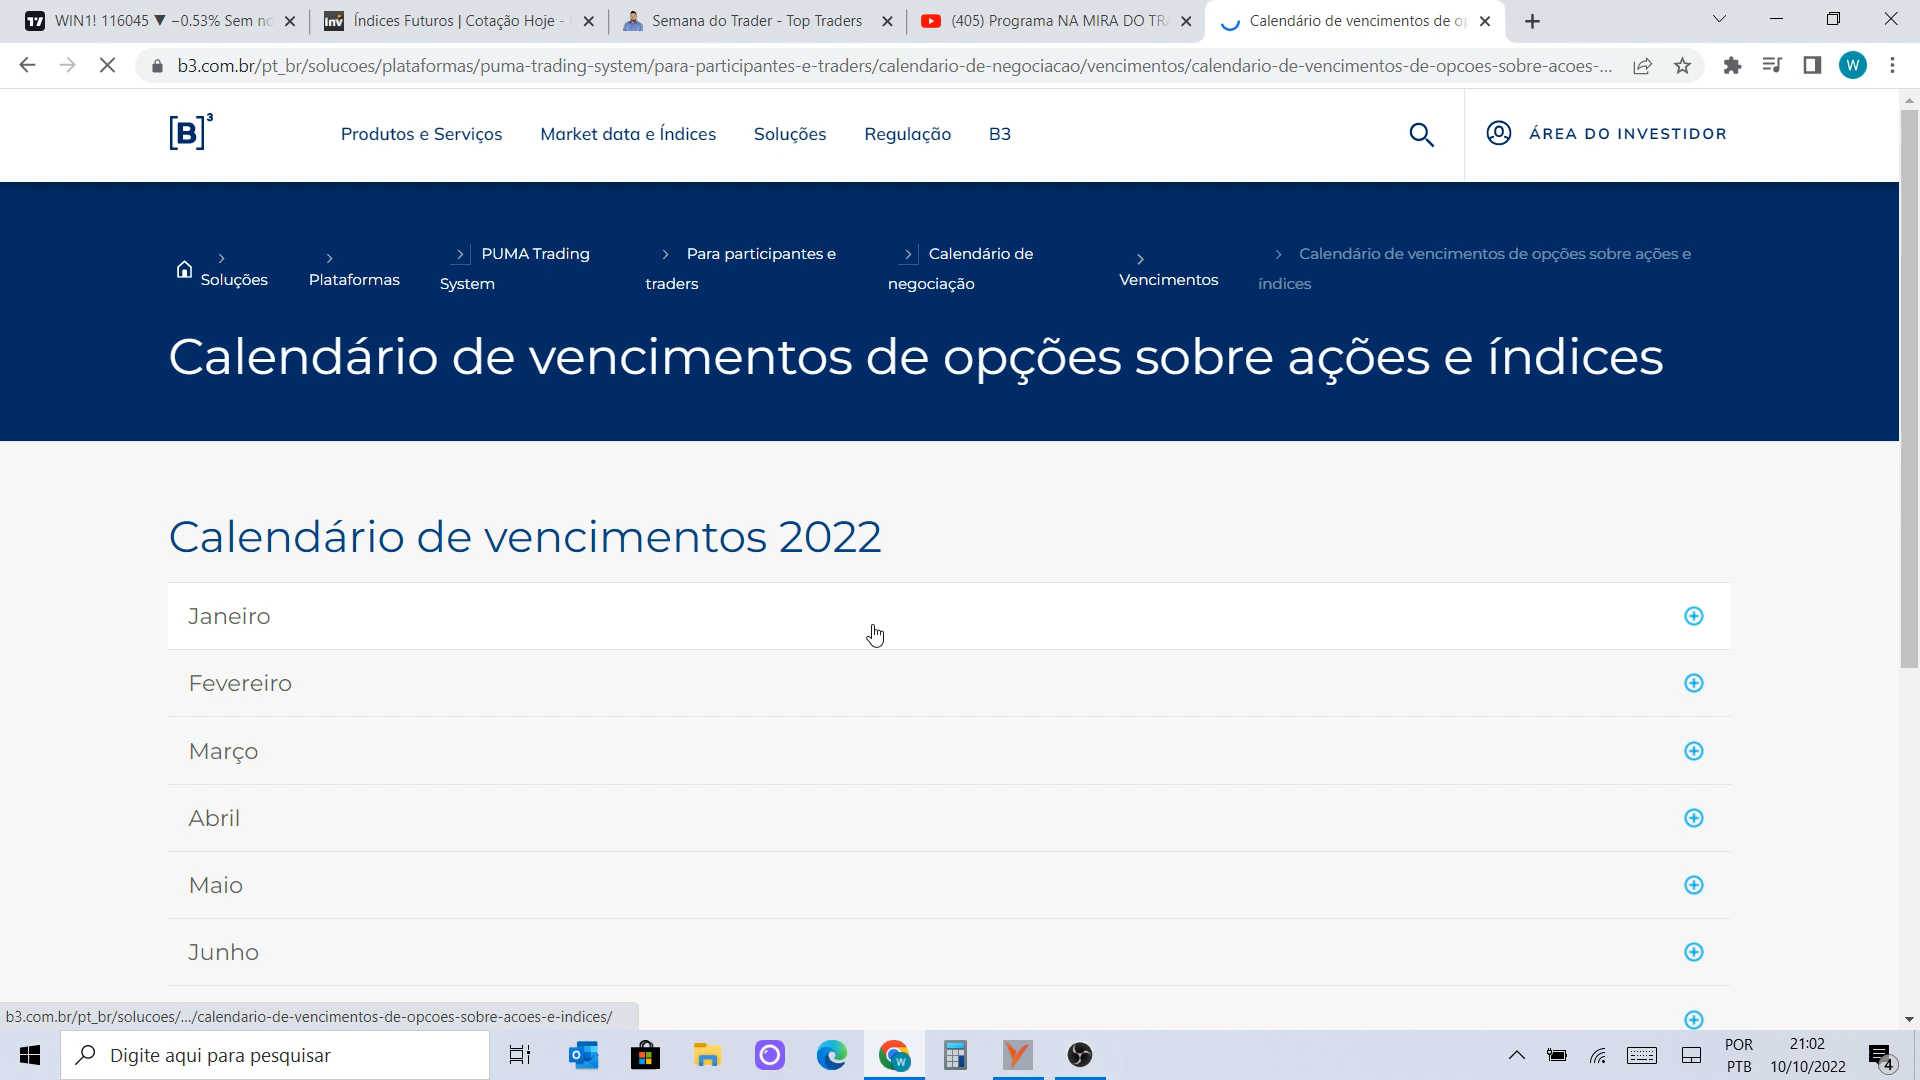 WIN1! 116045 ▼ −0.53% Sem no
Índices Futuros | Cotação Hoje -
Semana do Trader - Top Traders
(405) Programa NA MIRA DO TRA
Calendário de vencimentos de op
b3.com.br/pt_br/solucoes/plataformas/puma-trading-system/para-participantes-e-traders/calendario-de-negociacao/vencimentos/calendario-de-vencimentos-de-opcoes-sobre-acoes-...
W
[B]³
Produtos e Serviços
Market data e Índices
Soluções
Regulação
B3
ÁREA DO INVESTIDOR
> Soluções
> Plataformas
> PUMA Trading
System
> Para participantes e
traders
> Calendário de
negociação
> Vencimentos
> Calendário de vencimentos de opções sobre ações e
índices
Calendário de vencimentos de opções sobre ações e índices
Calendário de vencimentos 2022
Janeiro
Fevereiro
Março
Abril
Maio
Junho
b3.com.br/pt_br/solucoes/.../calendario-de-vencimentos-de-opcoes-sobre-acoes-e-indices/
Digite aqui para pesquisar
POR
PTB
21:02
10/10/2022
4